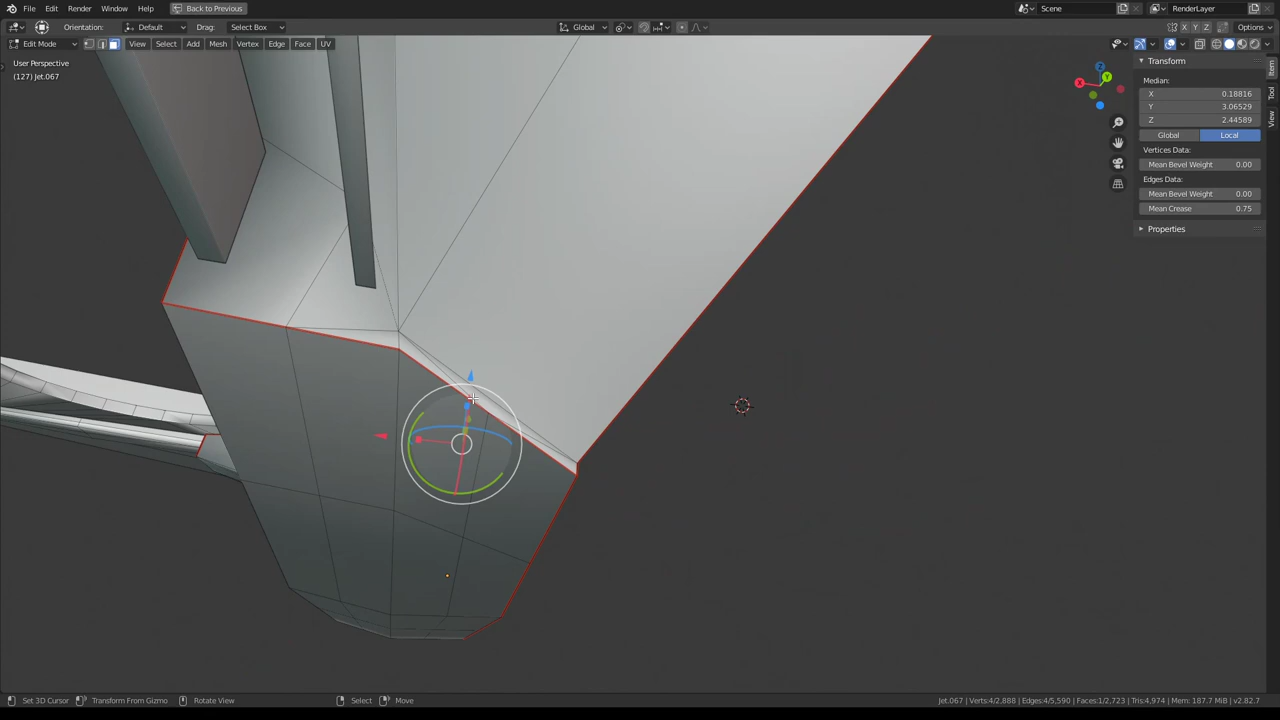 File Edit Render Window Help Back to Previous Scene RenderLayer
Orientation: Default Drag: Select Box Global Options
Edit Mode View Select Add Mesh Vertex Edge Face UV
User Perspective
(127) Jet.067
Transform
Median:
X 0.18816
Y 3.06529
Z 2.44589
Global Local
Vertices Data:
Mean Bevel Weight 0.00
Edges Data:
Mean Bevel Weight 0.00
Mean Crease 0.75
Properties
Item
Tool
View
X Y Z
Z
Y
X
Set 3D Cursor Transform From Gizmo Rotate View Select Move Jet.067 | Verts:4/2,888 | Edges:4/5,590 | Faces:1/2,723 | Tris:4,974 | Mem: 187.7 MiB | v2.82.7